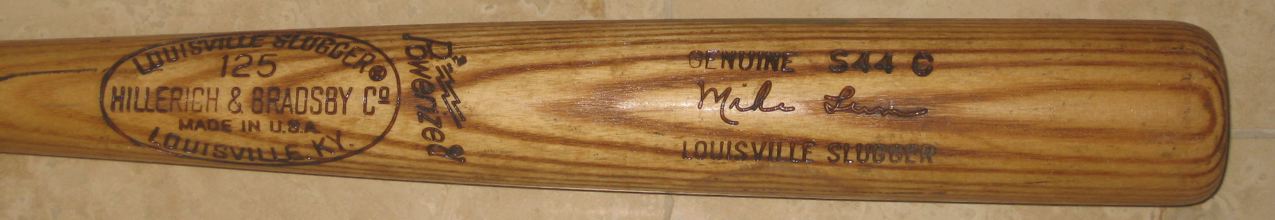 LOUISVILLE SLUGGER®
125
HILLERICH & BRADSBY Cº
MADE IN U.S.A.
LOUISVILLE, KY.
Powerized
GENUINE S44 C
Mike Lum
LOUISVILLE SLUGGER